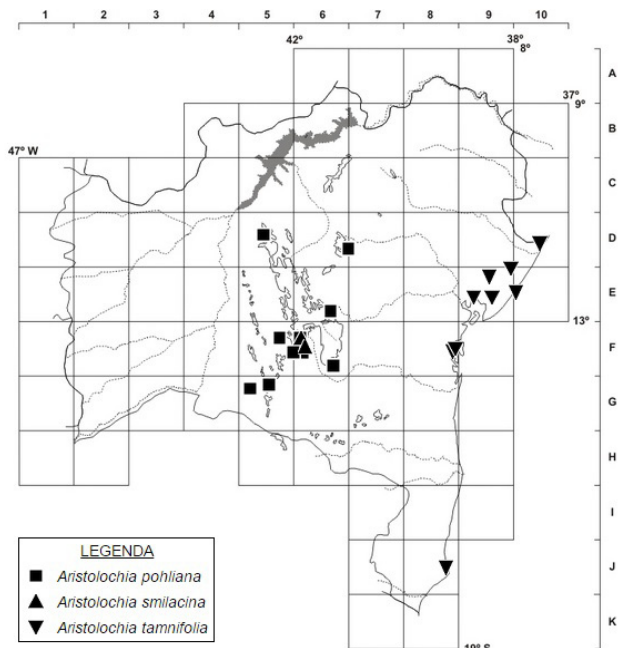 1 2 3 4 5 6 7 8 9 10
42° 38°
8°
A
37°
9°
B
47° W
C
D
E
13°
F
G
H
I
J
K
LEGENDA
Aristolochia pohliana
Aristolochia smilacina
Aristolochia tamnifolia